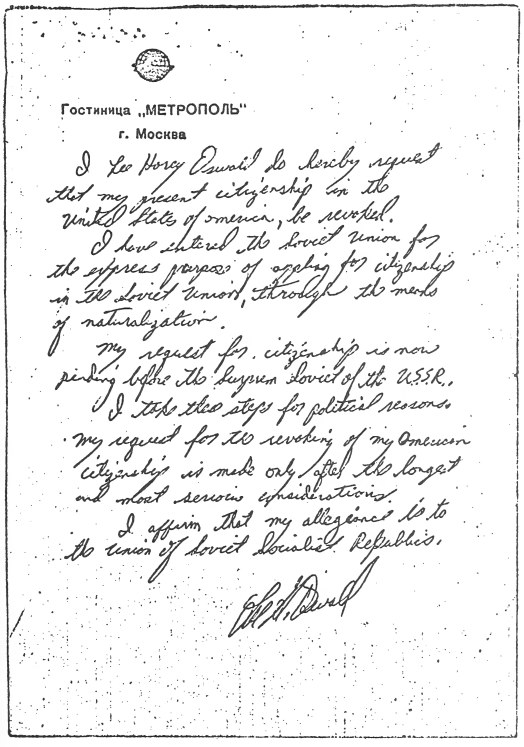 Гостиница „МЕТРОПОЛЬ"
г. Москва
I Lee Harey Oswald do hereby request
that my present citizenship in the
United States of america, be revoked.
I have entered the Soviet Union for
the express purpose of appling for citizenship
in the Soviet Union, through the means
of naturalization.
My request for citizenship is now
pending before the Suprem Soviet of the U.S.S.R..
I take these steps for political reasons.
My request for the revoking of my American
citizenship is made only after the longest
and most serious considerations.
I affirm that my allegiance is to
the Union of Soviet Socialist Republics.
Lee H. Oswald